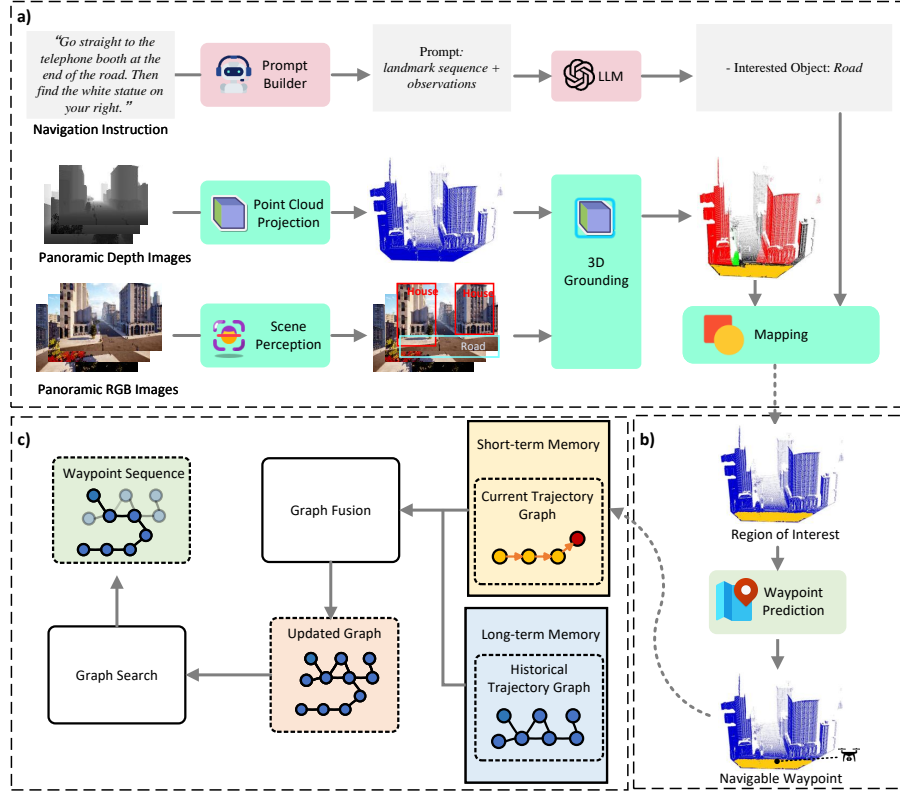 a)
“Go straight to the
telephone booth at the
end of the road. Then
find the white statue on
your right.”
Navigation Instruction
Prompt
Builder
Prompt:
landmark sequence +
observations
LLM
- Interested Object: Road
Panoramic Depth Images
Point Cloud
Projection
3D
Grounding
Panoramic RGB Images
Scene
Perception
House
House
Road
Mapping
c)
Waypoint Sequence
Graph Fusion
Short-term Memory
Current Trajectory
Graph
Graph Search
Updated Graph
Long-term Memory
Historical
Trajectory Graph
b)
Region of Interest
Waypoint
Prediction
Navigable Waypoint